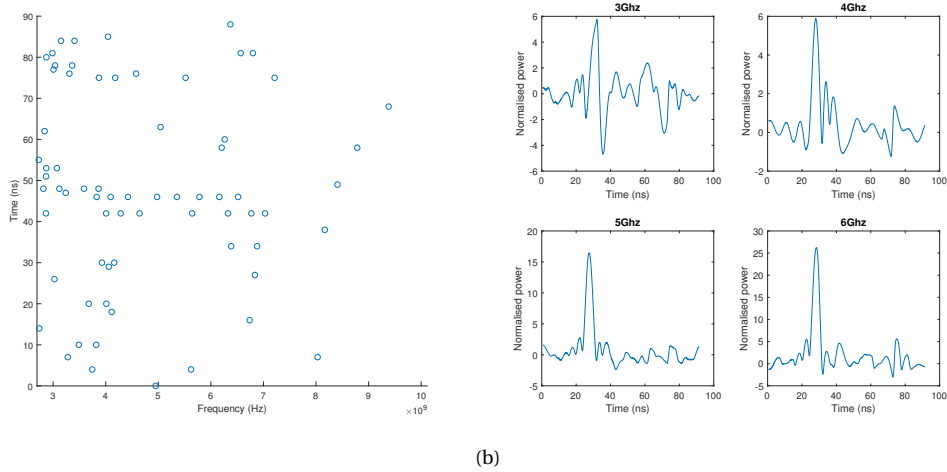 90
80
70
60
50
40
30
20
10
0
3 4 5 6 7 8 9 10
Time (ns)
Frequency (Hz)
×10⁹
3Ghz
6
4
2
0
-2
-4
-6
0 20 40 60 80 100
Normalised power
Time (ns)
4Ghz
6
4
2
0
-2
0 20 40 60 80 100
Normalised power
Time (ns)
5Ghz
20
15
10
5
0
-5
0 20 40 60 80 100
Normalised power
Time (ns)
6Ghz
30
25
20
15
10
5
0
-5
0 20 40 60 80 100
Normalised power
Time (ns)
(b)